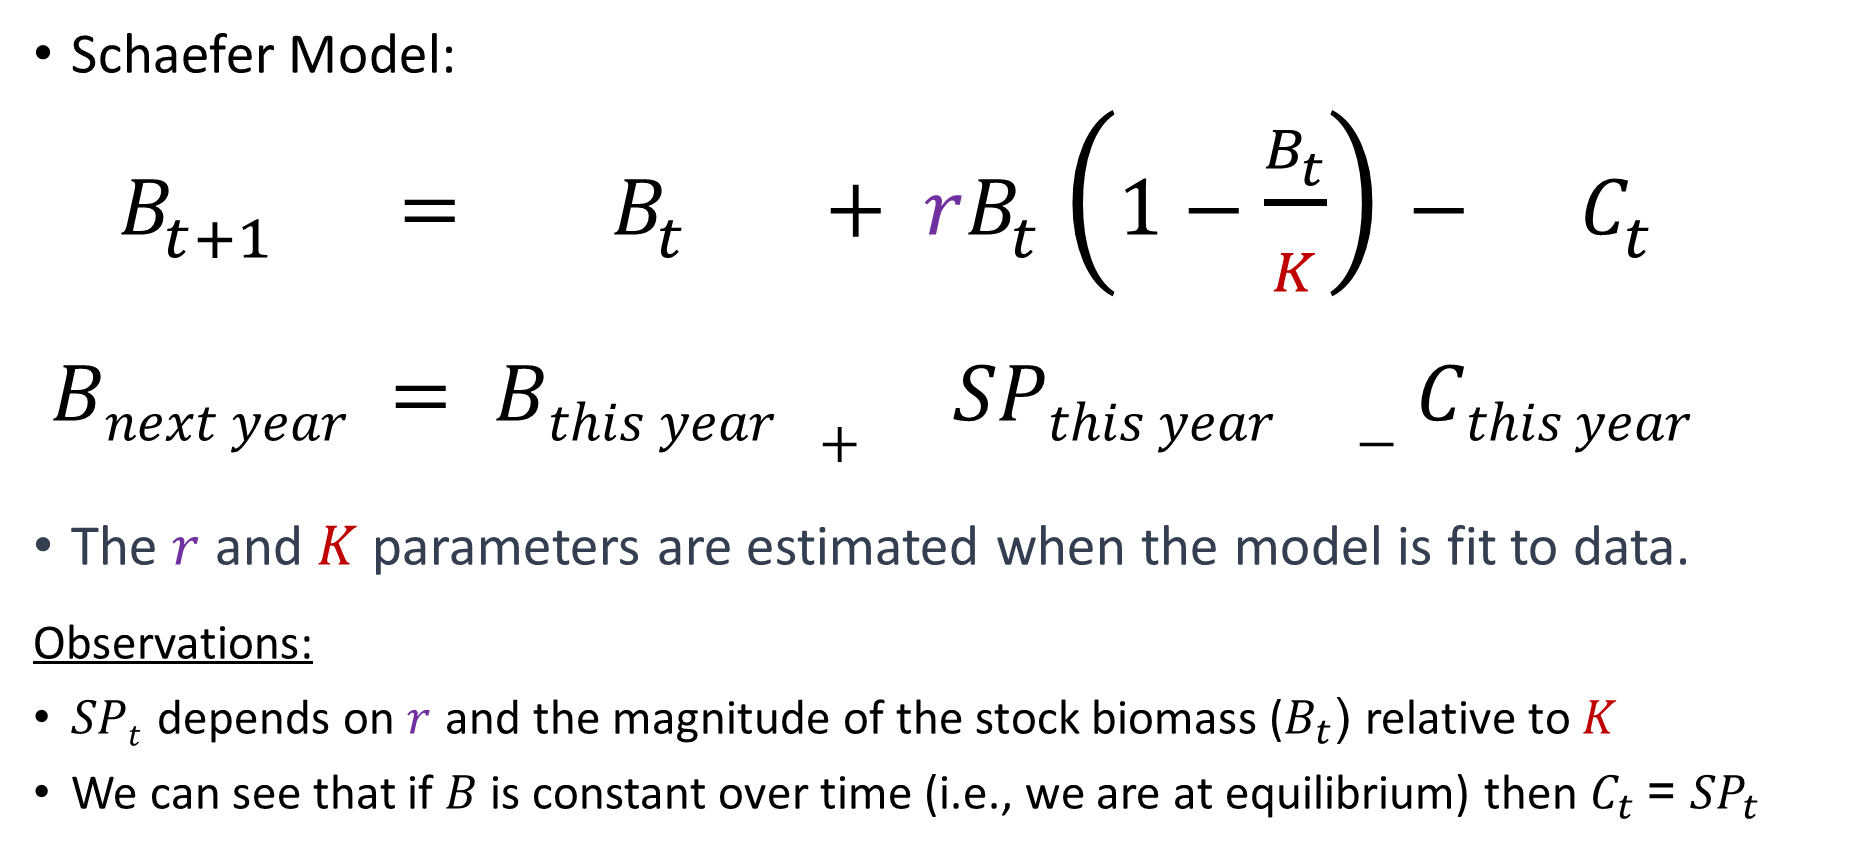 • Schaefer Model:
B_{t+1} = B_t + rB_t (1 − B_t/K) − C_t
B_{next year} = B_{this year} + SP_{this year} − C_{this year}
• The r and K parameters are estimated when the model is fit to data.
Observations:
• SP_t depends on r and the magnitude of the stock biomass (B_t) relative to K
• We can see that if B is constant over time (i.e., we are at equilibrium) then C_t = SP_t